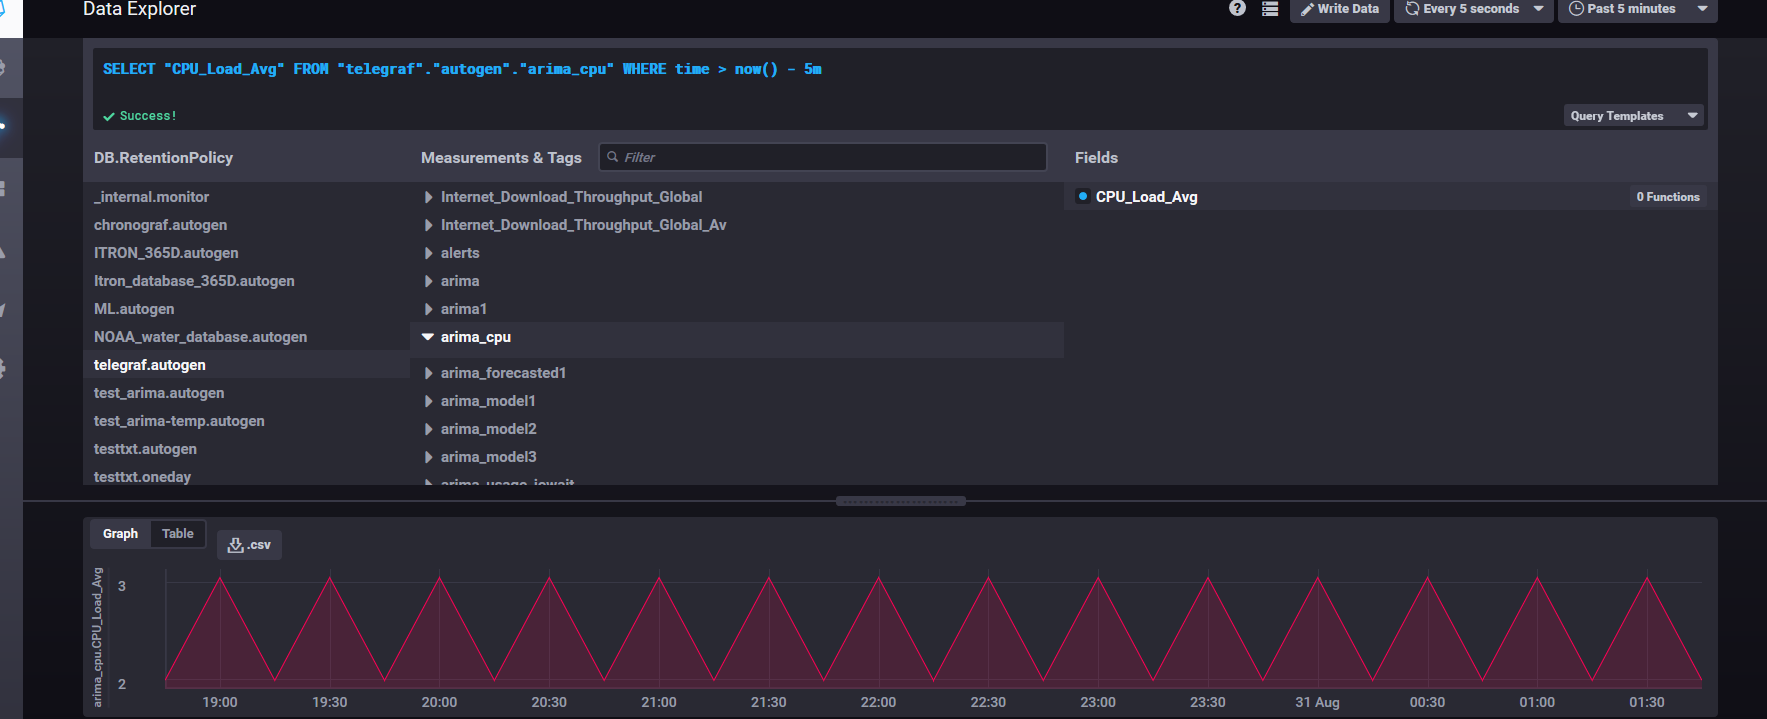 Data Explorer
? Write Data Every 5 seconds Past 5 minutes
SELECT "CPU_Load_Avg" FROM "telegraf"."autogen"."arima_cpu" WHERE time > now() - 5m
Success!
Query Templates
DB.RetentionPolicy
_internal.monitor
chronograf.autogen
ITRON_365D.autogen
Itron_database_365D.autogen
ML.autogen
NOAA_water_database.autogen
telegraf.autogen
test_arima.autogen
test_arima-temp.autogen
testtxt.autogen
testtxt.oneday
Measurements & Tags
Filter
Internet_Download_Throughput_Global
Internet_Download_Throughput_Global_Av
alerts
arima
arima1
arima_cpu
arima_forecasted1
arima_model1
arima_model2
arima_model3
arima_usage_iowait
Fields
CPU_Load_Avg
0 Functions
Graph Table
.csv
arima_cpu.CPU_Load_Avg
3
2
19:00 19:30 20:00 20:30 21:00 21:30 22:00 22:30 23:00 23:30 31 Aug 00:30 01:00 01:30